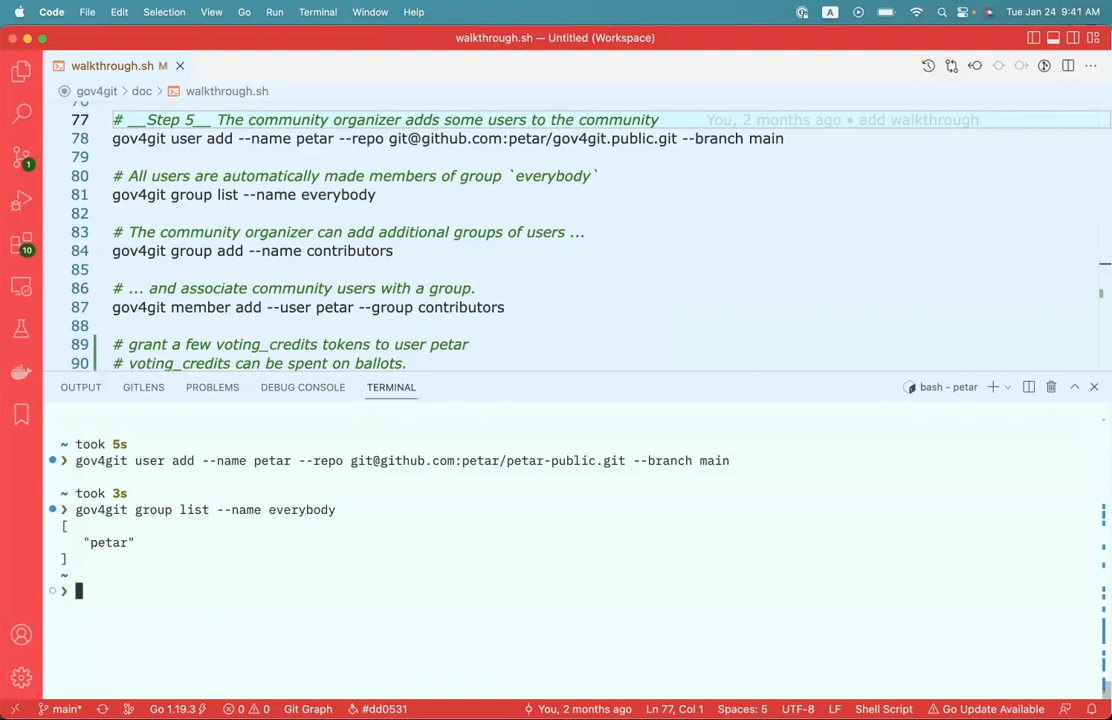 Code File Edit Selection View Go Run Terminal Window Help A Tue Jan 24 9:41 AM
walkthrough.sh — Untitled (Workspace)
walkthrough.sh M
gov4git › doc › walkthrough.sh
76
77 # __Step 5__ The community organizer adds some users to the community You, 2 months ago • add walkthrough
78 gov4git user add --name petar --repo git@github.com:petar/gov4git.public.git --branch main
79
80 # All users are automatically made members of group `everybody`
81 gov4git group list --name everybody
82
83 # The community organizer can add additional groups of users ...
84 gov4git group add --name contributors
85
86 # ... and associate community users with a group.
87 gov4git member add --user petar --group contributors
88
89 # grant a few voting_credits tokens to user petar
90 # voting_credits can be spent on ballots.
1
10
OUTPUT GITLENS PROBLEMS DEBUG CONSOLE TERMINAL bash - petar
~ took 5s
❯ gov4git user add --name petar --repo git@github.com:petar/petar-public.git --branch main
~ took 3s
❯ gov4git group list --name everybody
[
"petar"
]
~
❯
main* Go 1.19.3 0 0 Git Graph #dd0531 You, 2 months ago Ln 77, Col 1 Spaces: 5 UTF-8 LF Shell Script Go Update Available